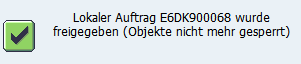 Lokaler Auftrag E6DK900068 wurde
freigegeben (Objekte nicht mehr gesperrt)